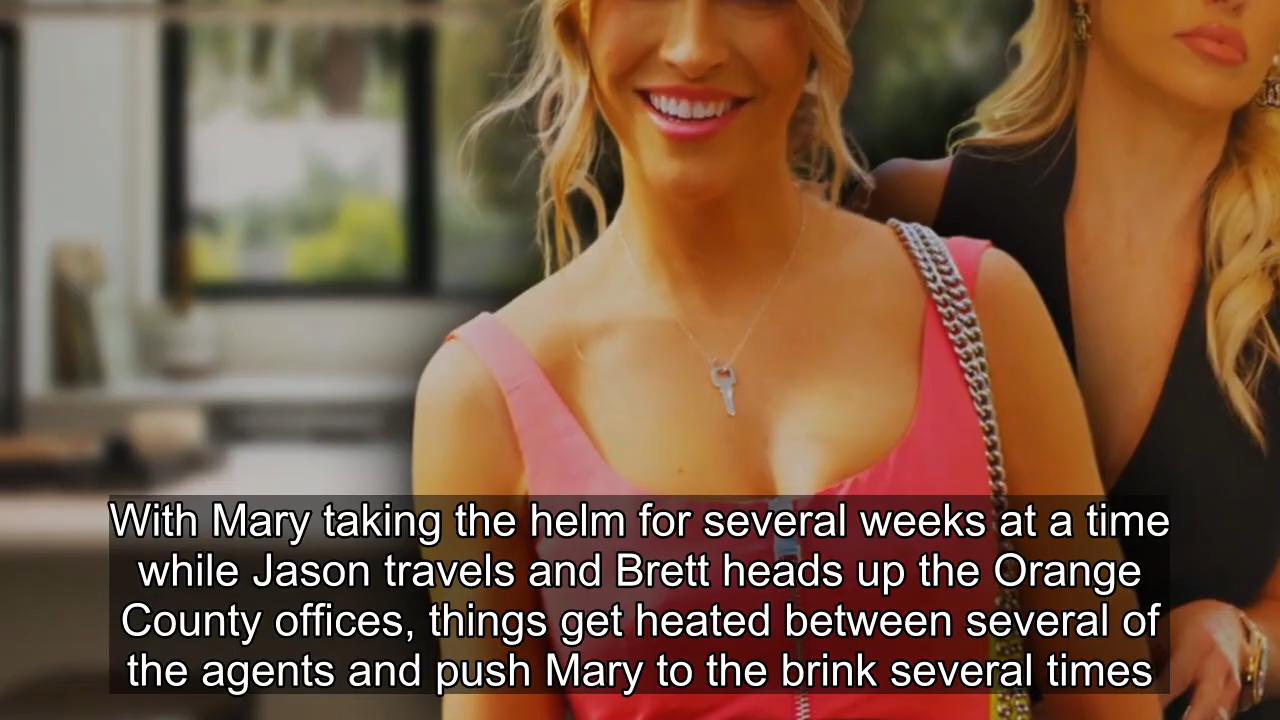 With Mary taking the helm for several weeks at a time
while Jason travels and Brett heads up the Orange
County offices, things get heated between several of
the agents and push Mary to the brink several times